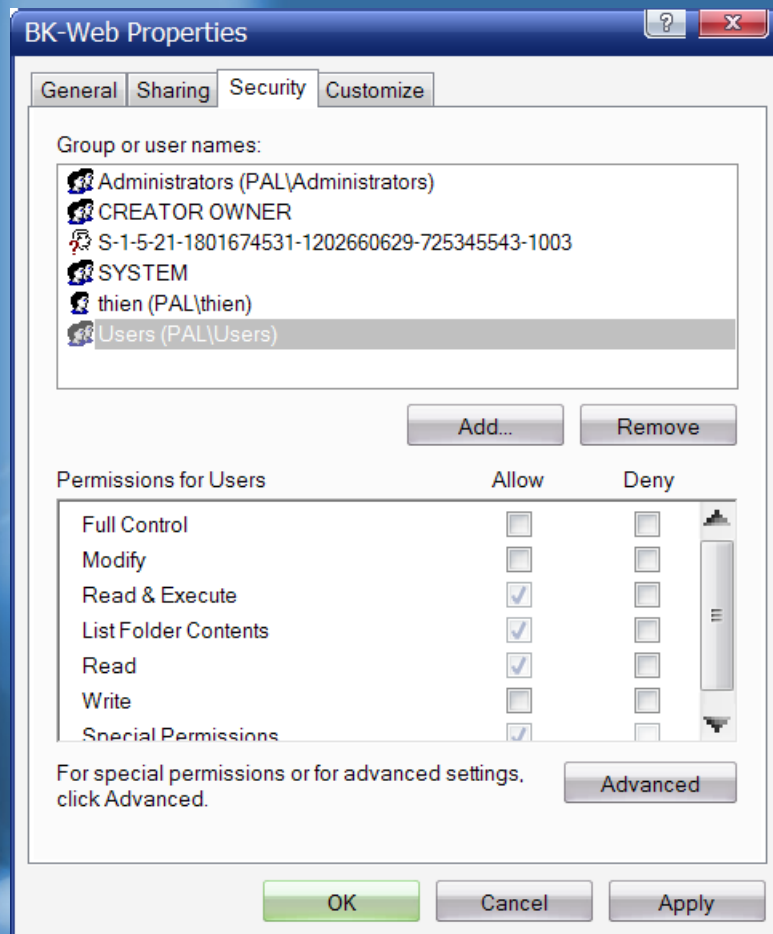 BK-Web Properties
General Sharing Security Customize
Group or user names:
Administrators (PAL\Administrators)
CREATOR OWNER
S-1-5-21-1801674531-1202660629-725345543-1003
SYSTEM
thien (PAL\thien)
Users (PAL\Users)
Add... Remove
Permissions for Users Allow Deny
Full Control
Modify
Read & Execute
List Folder Contents
Read
Write
Special Permissions
For special permissions or for advanced settings,
click Advanced.
Advanced
OK Cancel Apply